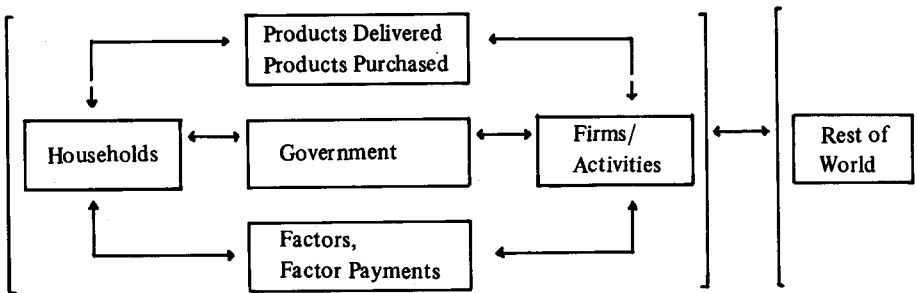 Products Delivered
Products Purchased
Households
Government
Firms/
Activities
Rest of
World
Factors,
Factor Payments